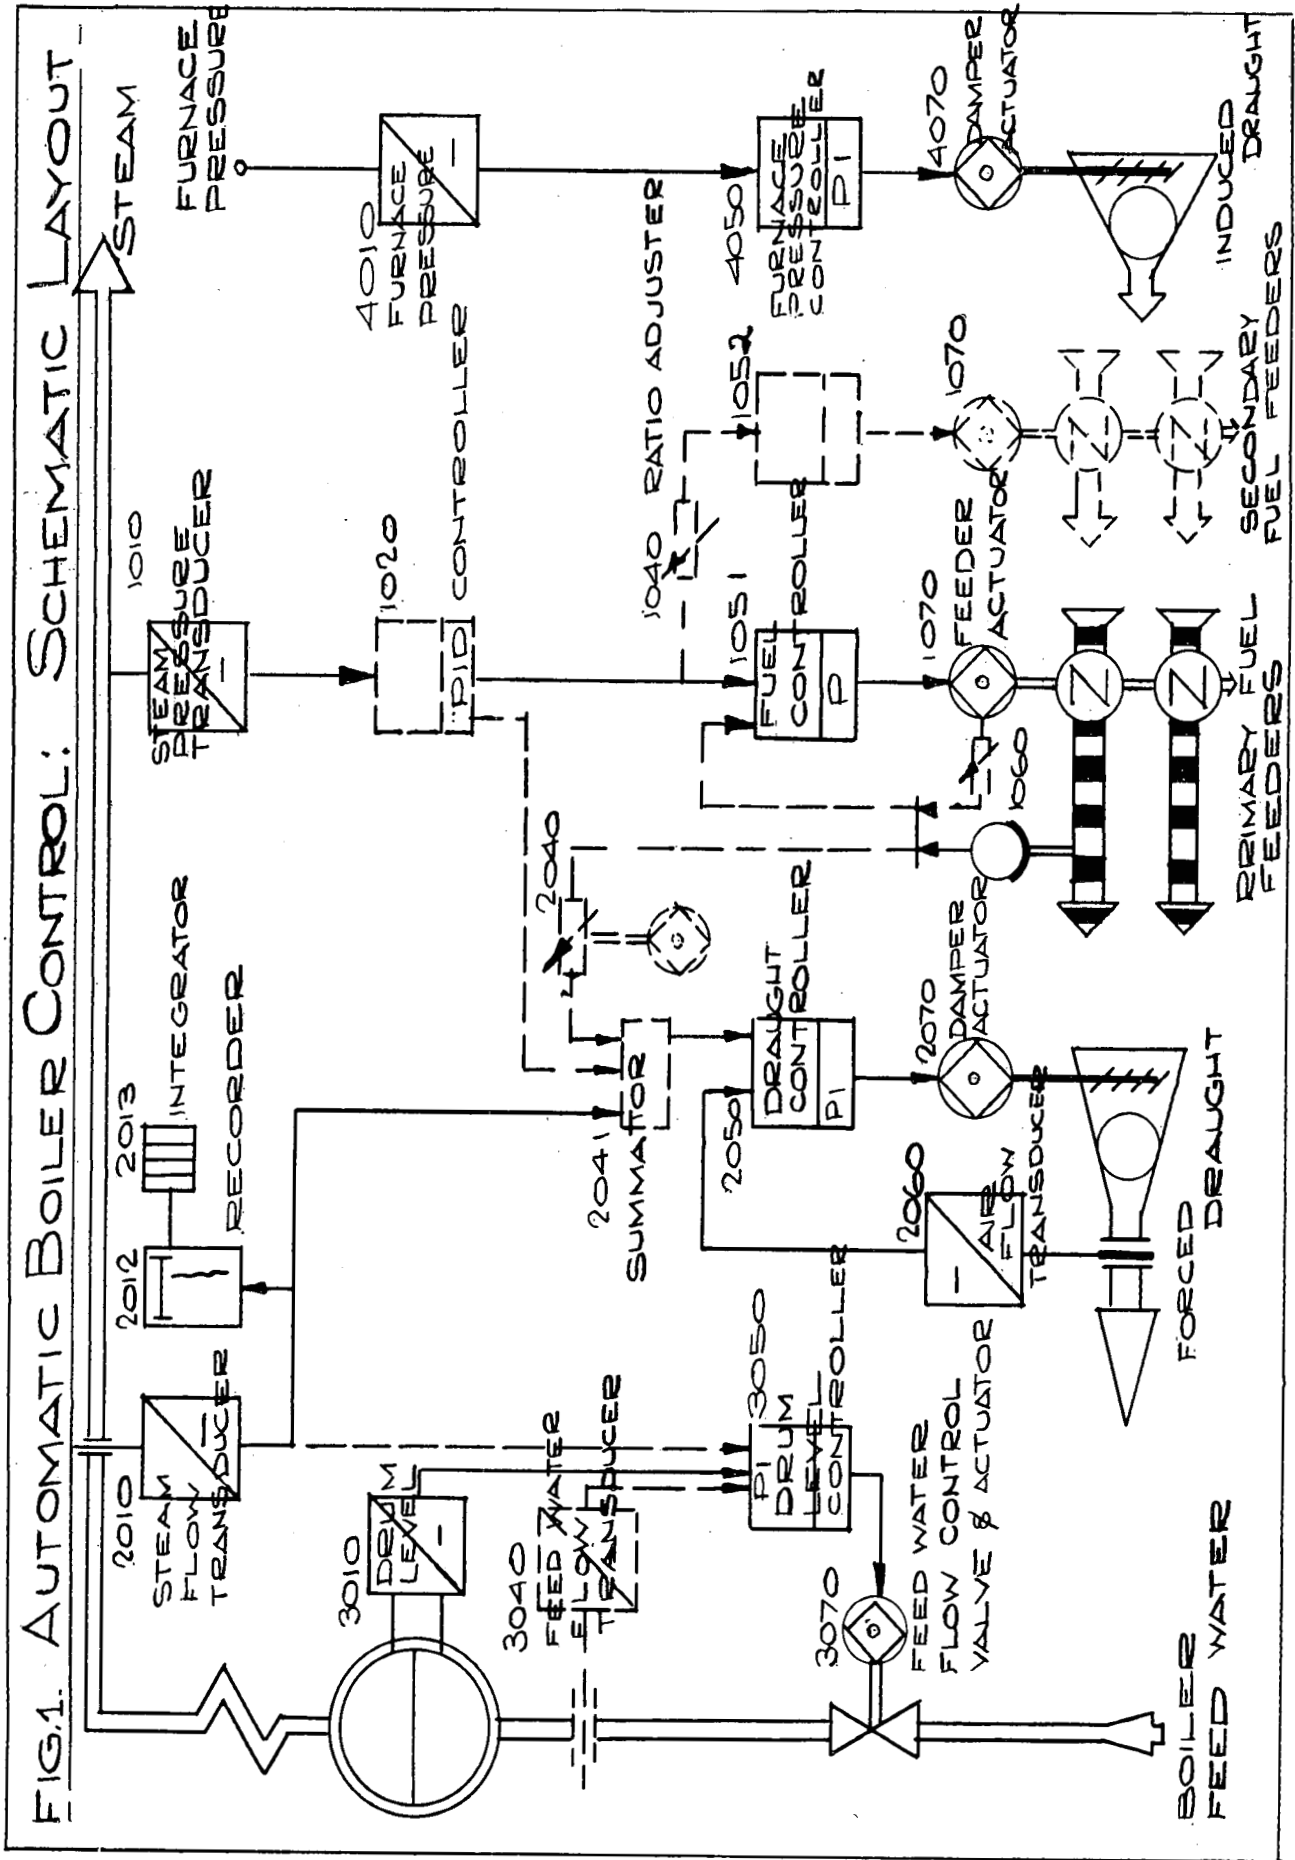 FIG.1. AUTOMATIC BOILER CONTROL: SCHEMATIC LAYOUT
STEAM
FURNACE
PRESSURE
2010
STEAM
FLOW
TRANSDUCER
2012
RECORDER
2013
INTEGRATOR
1010
STEAM
PRESSURE
TRANSDUCER
4010
FURNACE
PRESSURE
3010
DRUM
LEVEL
1020
PID
CONTROLLER
3040
FEED WATER
FLOW
TRANSDUCER
2041
SUMMATOR
2040
1040 RATIO ADJUSTER
3050
PI
DRUM
LEVEL
CONTROLLER
2050
DRAUGHT
CONTROLLER
PI
1051
FUEL
CONTROLLER
P
1052
4050
FURNACE
PRESSURE
CONTROLLER
PI
3070
FEED WATER
FLOW CONTROL
VALVE & ACTUATOR
2060
AIR
FLOW
TRANSDUCER
2070
DAMPER
ACTUATOR
1060
1070
FEEDER
ACTUATOR
1070
4070
DAMPER
ACTUATOR
BOILER
FEED WATER
FORCED
DRAUGHT
PRIMARY FUEL
FEEDERS
SECONDARY
FUEL FEEDERS
INDUCED
DRAUGHT